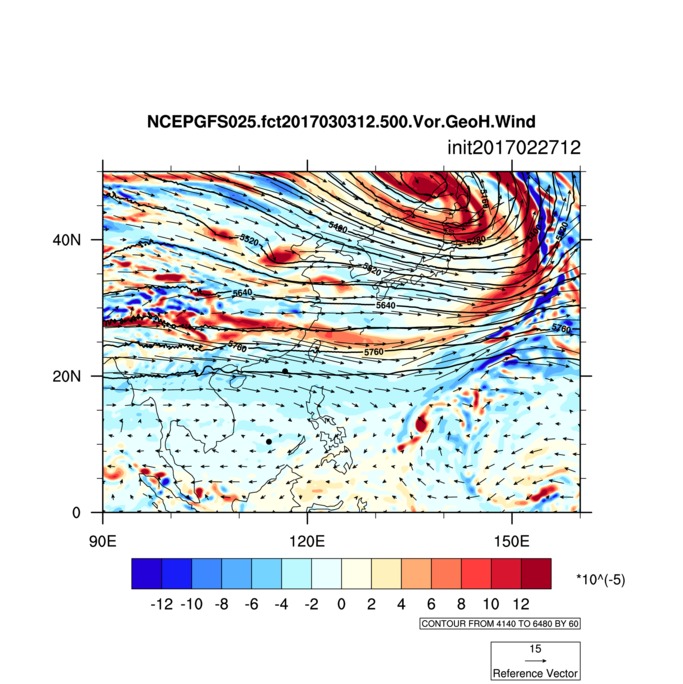 NCEPGFS025.fct2017030312.500.Vor.GeoH.Wind
init2017022712
5160
5280
5400
5520
5520
5520
40N
5640
5640
5760
5760
5760
20N
0
90E 120E 150E
-12 -10 -8 -6 -4 -2 0 2 4 6 8 10 12
*10^(-5)
CONTOUR FROM 4140 TO 6480 BY 60
15
Reference Vector